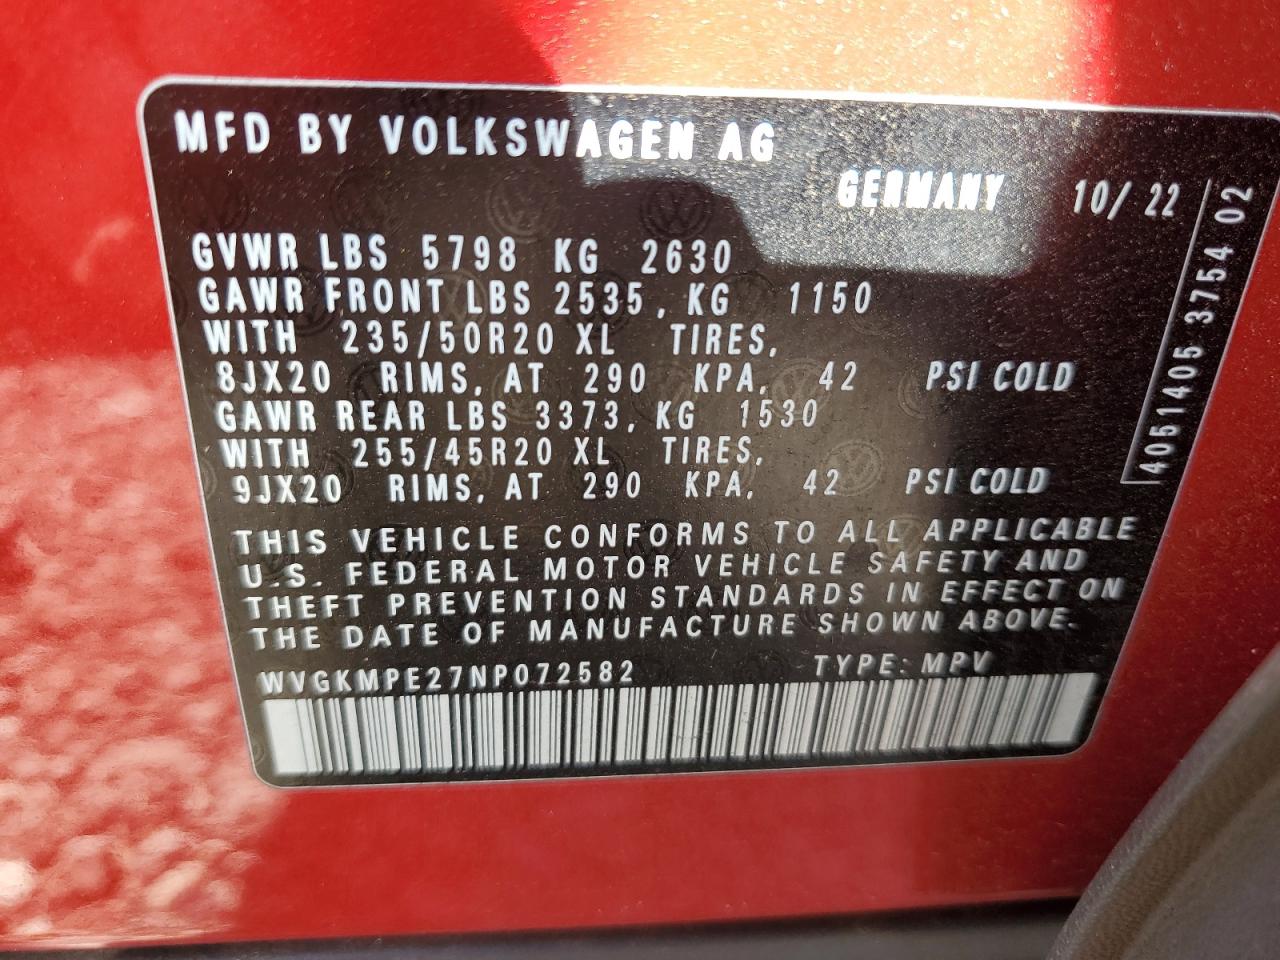 MFD BY VOLKSWAGEN AG
GERMANY 10/ 22
GVWR LBS 5798 KG 2630
GAWR FRONT LBS 2535, KG 1150
WITH 235/50R20 XL TIRES,
8JX20 RIMS, AT 290 KPA, 42 PSI COLD
GAWR REAR LBS 3373, KG 1530
WITH 255/45R20 XL TIRES,
9JX20 RIMS, AT 290 KPA, 42 PSI COLD
THIS VEHICLE CONFORMS TO ALL APPLICABLE
U.S. FEDERAL MOTOR VEHICLE SAFETY AND
THEFT PREVENTION STANDARDS IN EFFECT ON
THE DATE OF MANUFACTURE SHOWN ABOVE.
WVGKMPE27NP072582 TYPE: MPV
4051405 3754 02